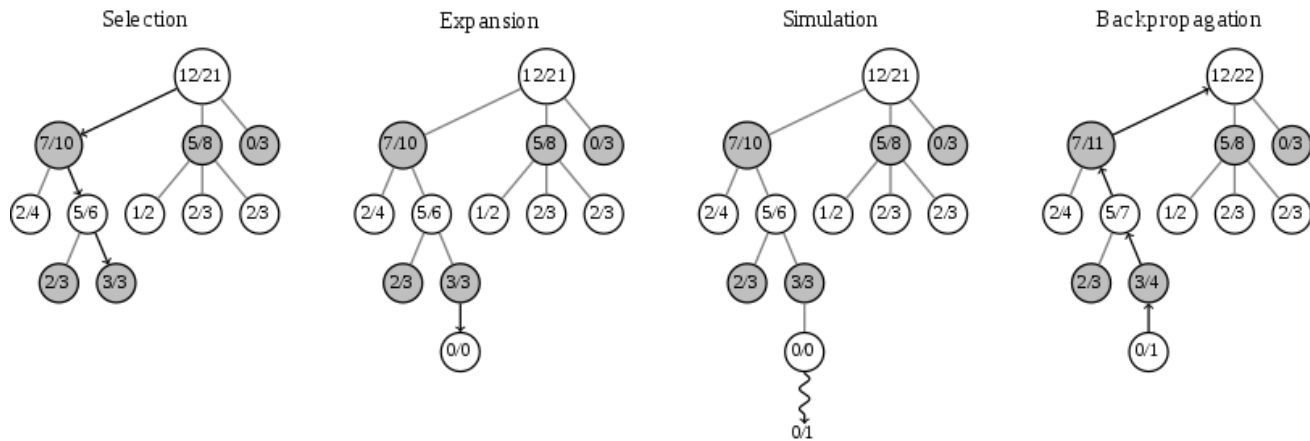 Selection Expansion Simulation Backpropagation
12/21 12/21 12/21 12/22
7/10 5/8 0/3 7/10 5/8 0/3 7/10 5/8 0/3 7/11 5/8 0/3
2/4 5/6 1/2 2/3 2/3 2/4 5/6 1/2 2/3 2/3 2/4 5/6 1/2 2/3 2/3 2/4 5/7 1/2 2/3 2/3
2/3 3/3 2/3 3/3 2/3 3/3 2/3 3/4
0/0 0/0 0/1
0/1